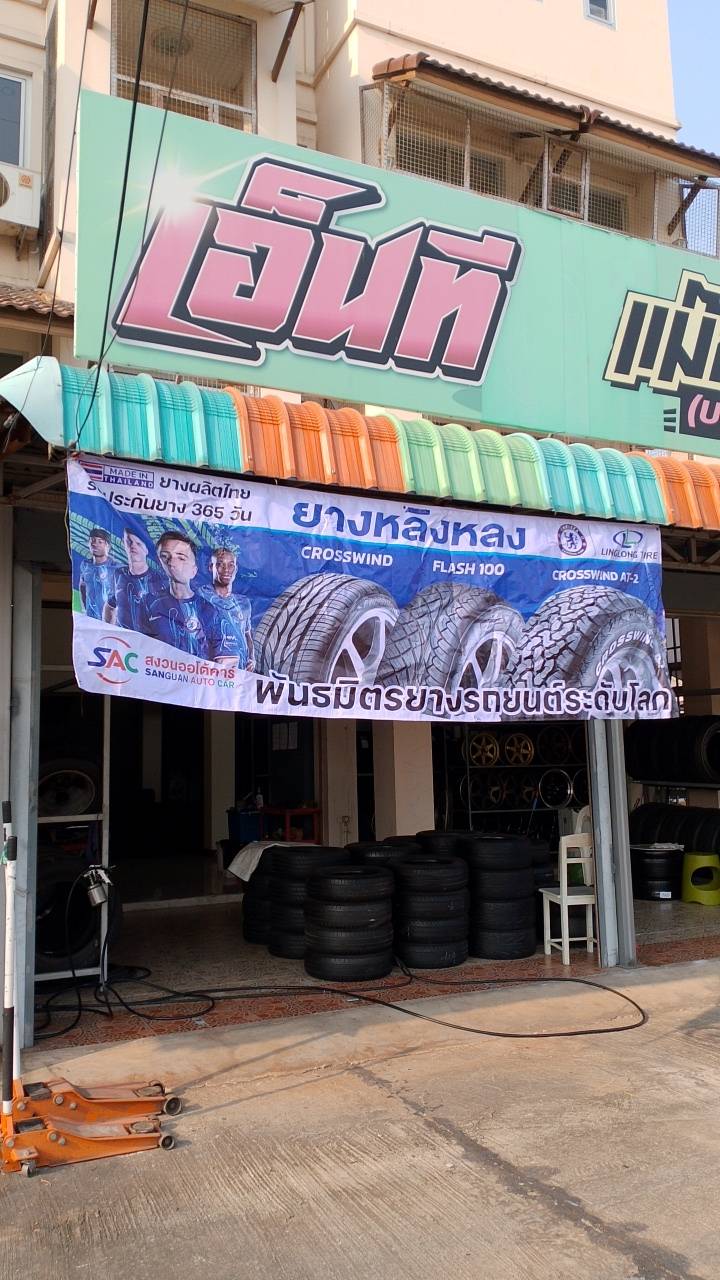 เอ็นที
MADE IN
THAILAND
ยางผลิตไทย
รับประกันยาง 365 วัน
ยางหลิงหลง
LINGLONG TIRE
CROSSWIND
FLASH 100
CROSSWIND AT-2
SAC
สงวนออโต้คาร์
SANGUAN AUTO CAR
พันธมิตรยางรถยนต์ระดับโลก